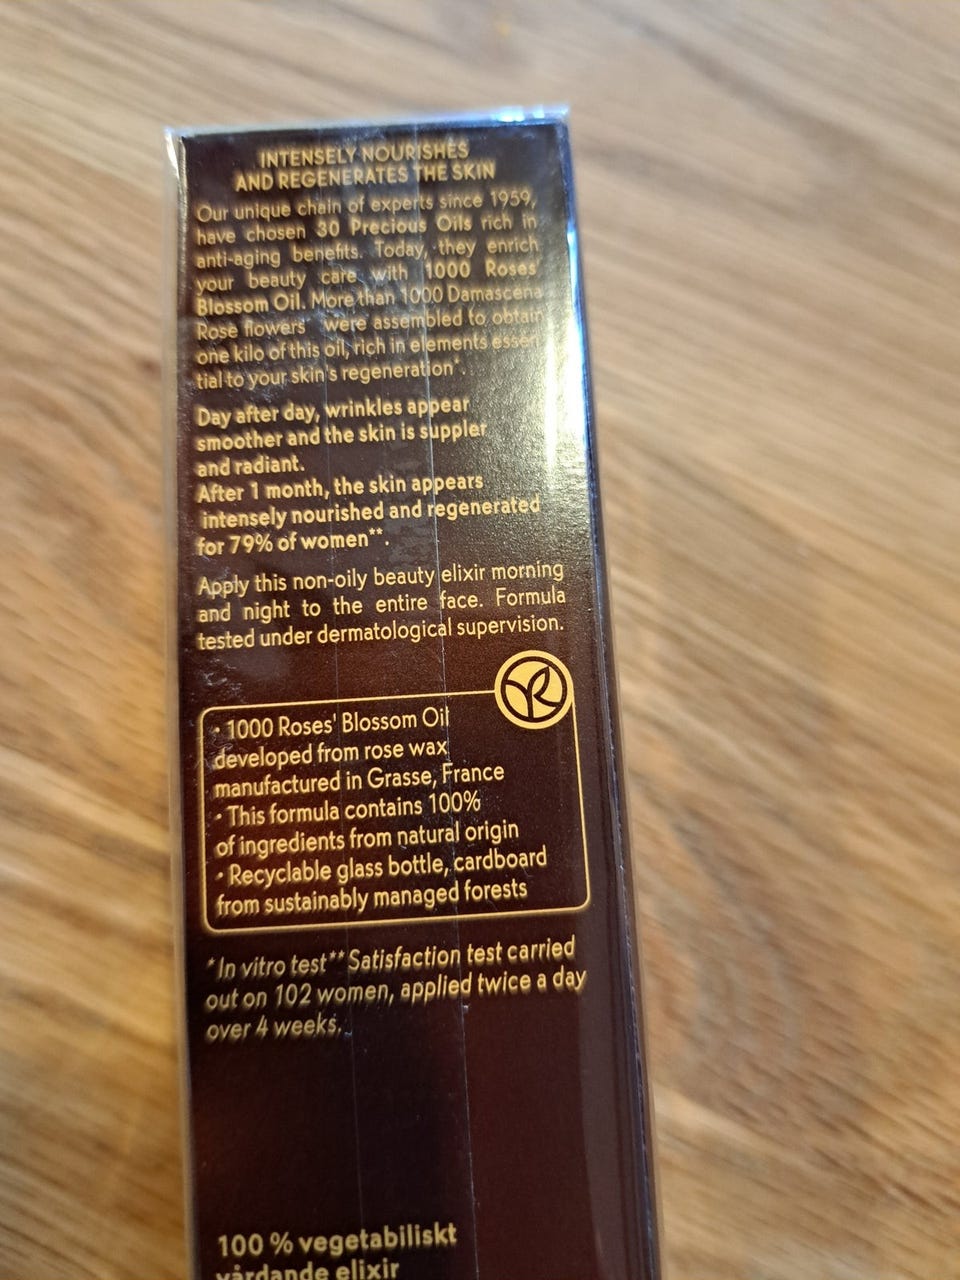 INTENSELY NOURISHES
AND REGENERATES THE SKIN
Our unique chain of experts since 1959,
have chosen 30 Precious Oils rich in
anti-aging benefits. Today, they enrich
your beauty care with 1000 Roses'
Blossom Oil. More than 1000 Damascena
Rose flowers were assembled to obtain
one kilo of this oil, rich in elements essen
tial to your skin's regeneration*.
Day after day, wrinkles appear
smoother and the skin is suppler
and radiant.
After 1 month, the skin appears
intensely nourished and regenerated
for 79% of women**.
Apply this non-oily beauty elixir morning
and night to the entire face. Formula
tested under dermatological supervision.
• 1000 Roses' Blossom Oil
developed from rose wax
manufactured in Grasse, France
• This formula contains 100%
of ingredients from natural origin
• Recyclable glass bottle, cardboard
from sustainably managed forests
*In vitro test** Satisfaction test carried
out on 102 women, applied twice a day
over 4 weeks.
100 % vegetabiliskt
vårdande elixir